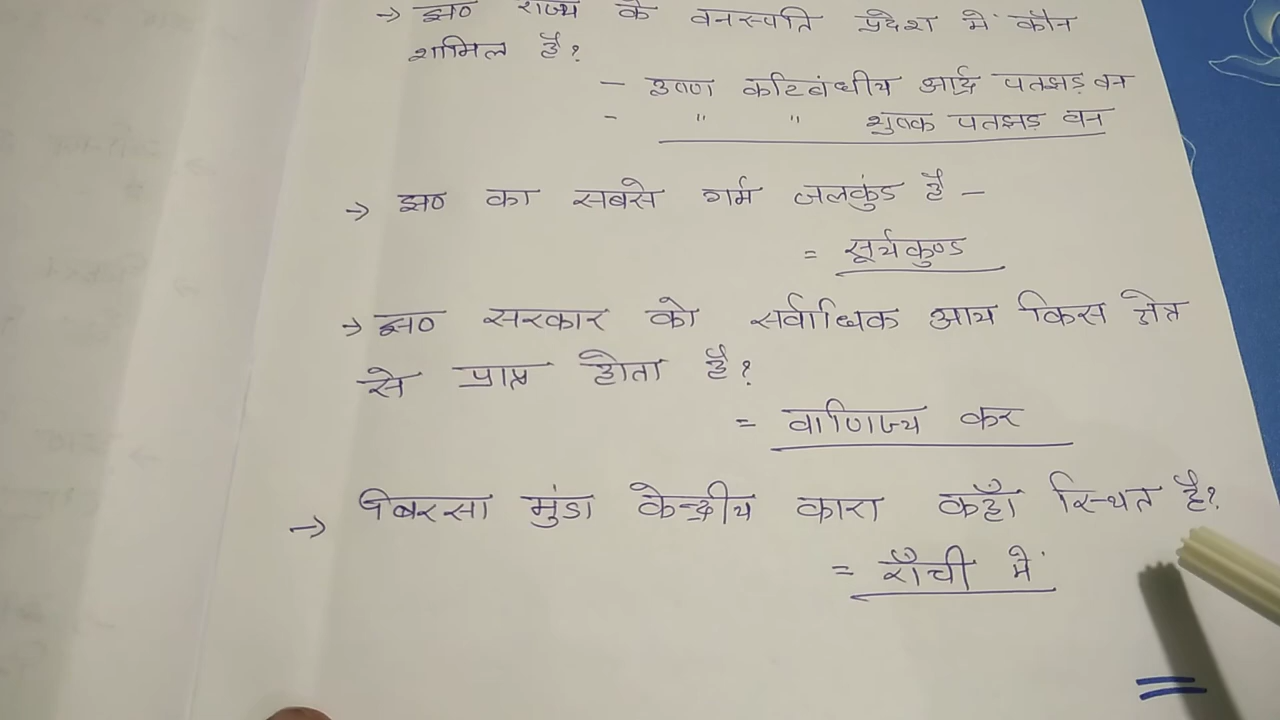 → झा० राज्य के वनस्पति प्रदेश में कौन
शामिल है?
- उष्ण कटिबंधीय आर्द्र पतझड़ वन
- " " शुष्क पतझड़ वन
→ झा० का सबसे गर्म जलकुंड है -
= सूर्यकुण्ड
→ झा० सरकार को सर्वाधिक आय किस क्षेत्र
से प्राप्त होता है?
= वाणिज्य कर
→ बिरसा मुंडा केन्द्रीय कारा कहाँ स्थित है?
= राँची में